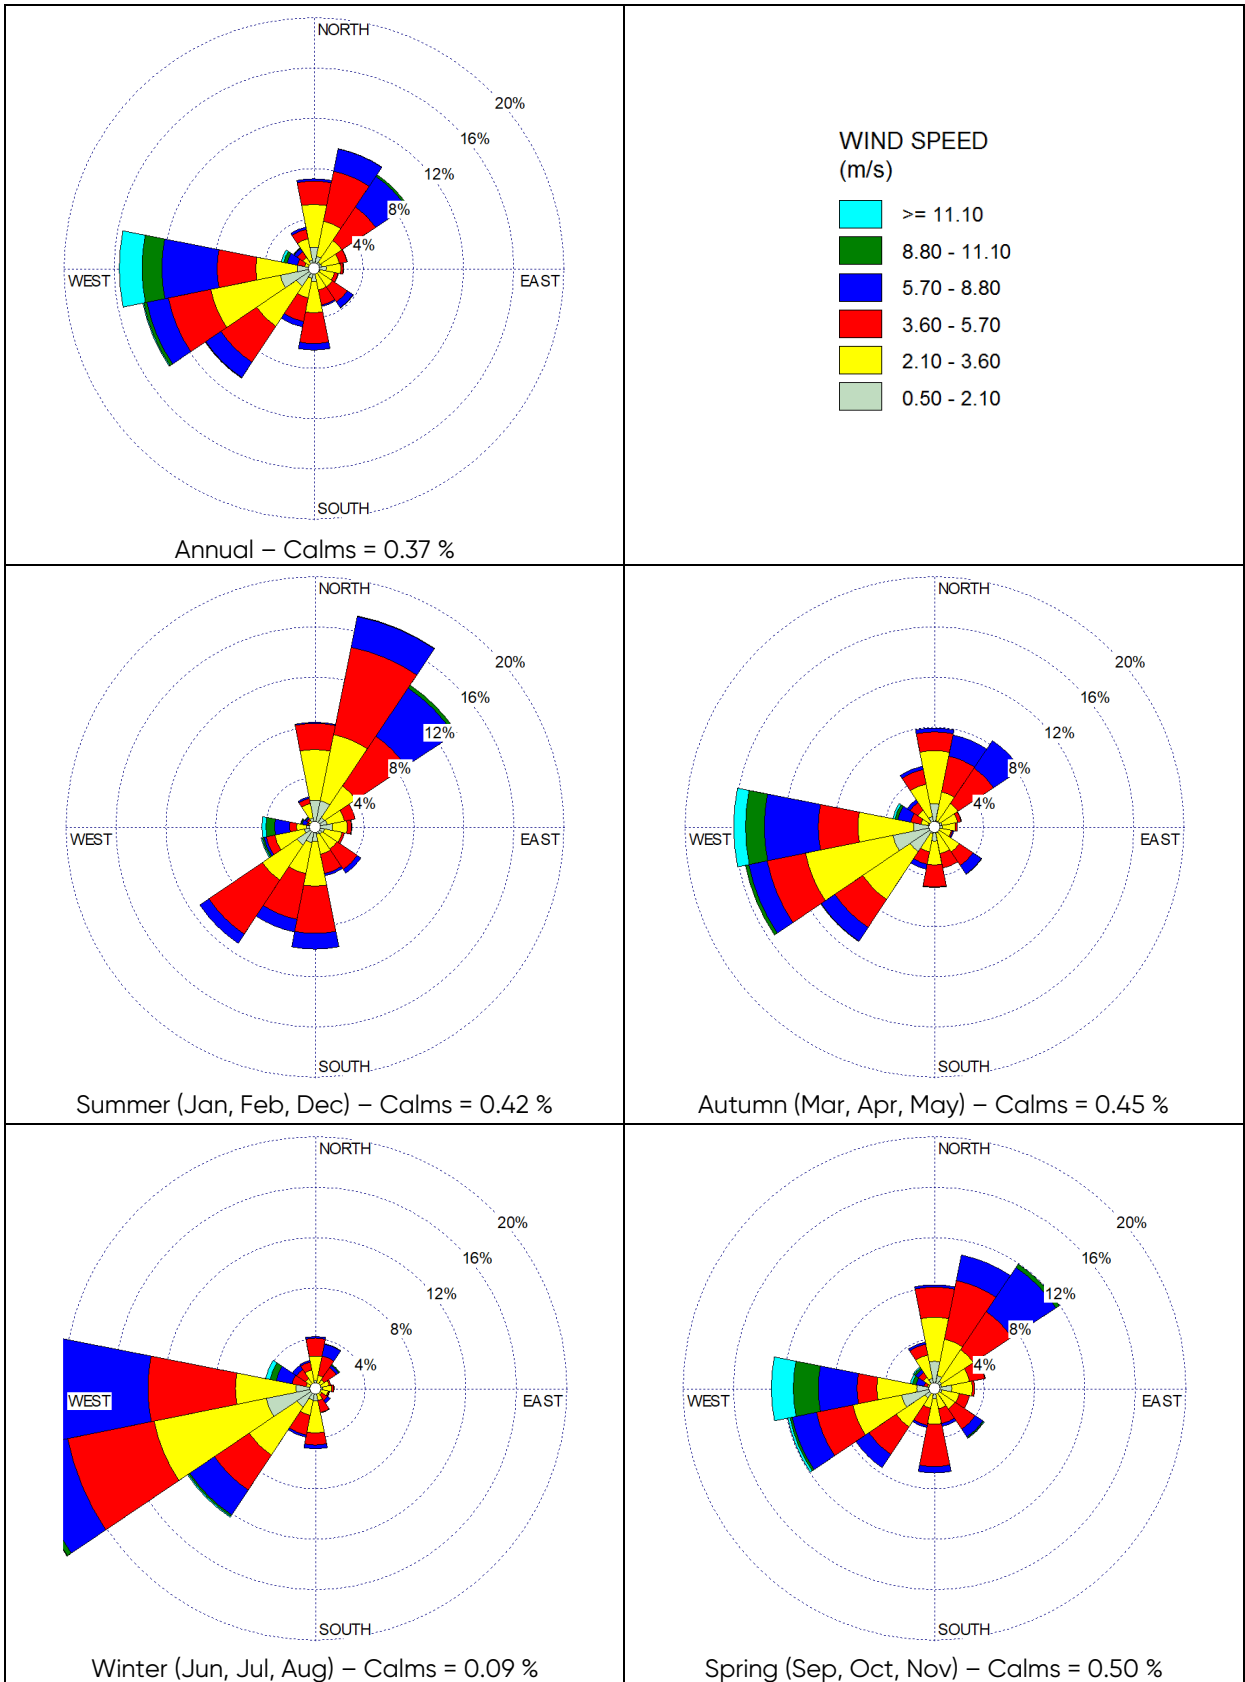 NORTH
20%
16%
12%
8%
4%
WEST
EAST
SOUTH
Annual – Calms = 0.37 %
WIND SPEED
(m/s)
>= 11.10
8.80 - 11.10
5.70 - 8.80
3.60 - 5.70
2.10 - 3.60
0.50 - 2.10
NORTH
20%
16%
12%
8%
4%
WEST
EAST
SOUTH
Summer (Jan, Feb, Dec) – Calms = 0.42 %
NORTH
20%
16%
12%
8%
4%
WEST
EAST
SOUTH
Autumn (Mar, Apr, May) – Calms = 0.45 %
NORTH
20%
16%
12%
8%
4%
WEST
EAST
SOUTH
Winter (Jun, Jul, Aug) – Calms = 0.09 %
NORTH
20%
16%
12%
8%
4%
WEST
EAST
SOUTH
Spring (Sep, Oct, Nov) – Calms = 0.50 %